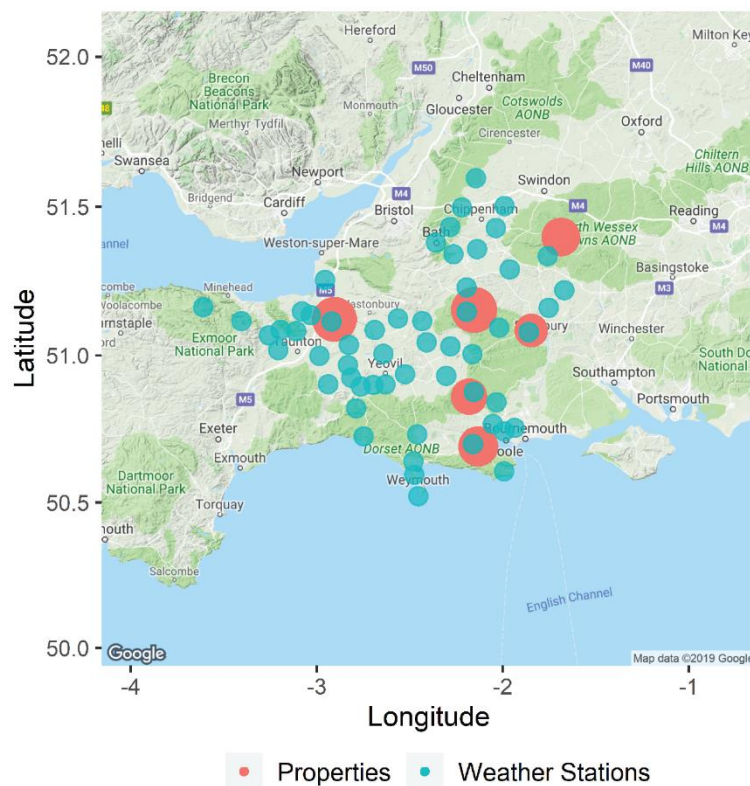 52.0
51.5
51.0
50.5
50.0
Latitude
Hereford
Milton Key
M50
M40
Brecon
Beacons
National Park
Cheltenham
Gloucester
Monmouth
Cotswolds
AONB
Oxford
Merthyr Tydfil
Cirencester
Swansea
Newport
Chiltern
Hills AONB
Swindon
Bridgend
M4
Cardiff
Bristol
Chippenham
M4
Reading
M4
Bath
Weston-super-Mare
Basingstoke
M5
M3
Minehead
Exmoor
National Park
Taunton
Winchester
Yeovil
South Do
Southampton
M5
Portsmouth
Exeter
Bournemouth
Exmouth
Dorset AONB
Dartmoor
National Park
Weymouth
Torquay
Salcombe
English Channel
Google
Map data ©2019 Google
-4
-3
-2
-1
Longitude
Properties
Weather Stations